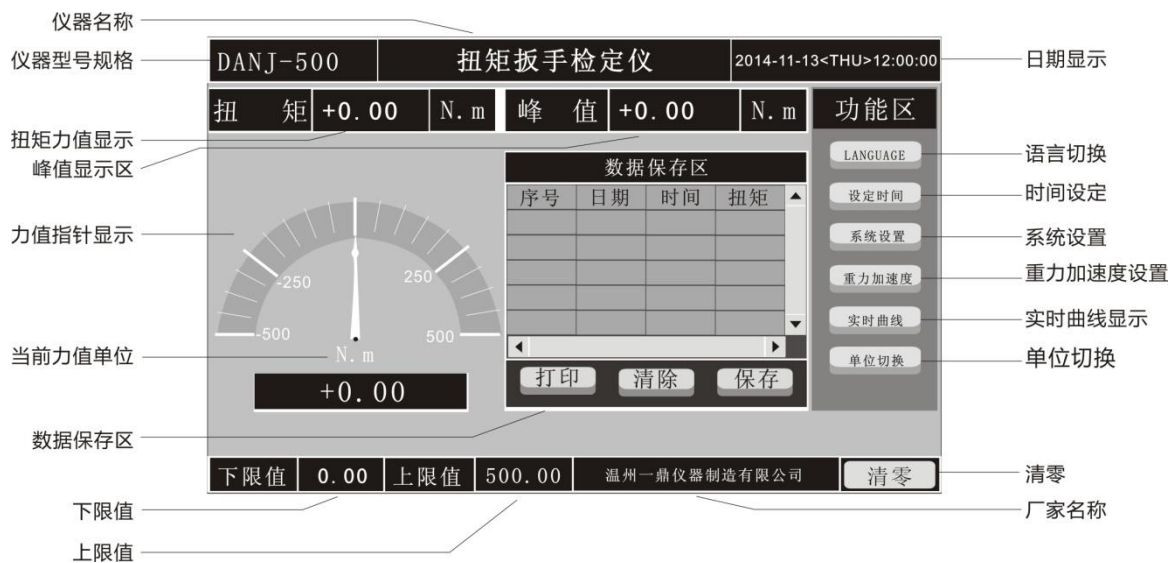 仪器名称
仪器型号规格
DANJ-500
扭矩扳手检定仪
2014-11-13<THU>12:00:00
日期显示
扭 矩
+0.00
N.m
峰 值
+0.00
N.m
功能区
扭矩力值显示
峰值显示区
数据保存区
LANGUAGE
语言切换
序号 日期 时间 扭矩
设定时间
时间设定
力值指针显示
系统设置
系统设置
-250
250
重力加速度
重力加速度设置
-500
500
实时曲线
实时曲线显示
当前力值单位
N.m
单位切换
单位切换
+0.00
打印
清除
保存
数据保存区
下限值
0.00
上限值
500.00
温州一鼎仪器制造有限公司
清零
清零
下限值
厂家名称
上限值